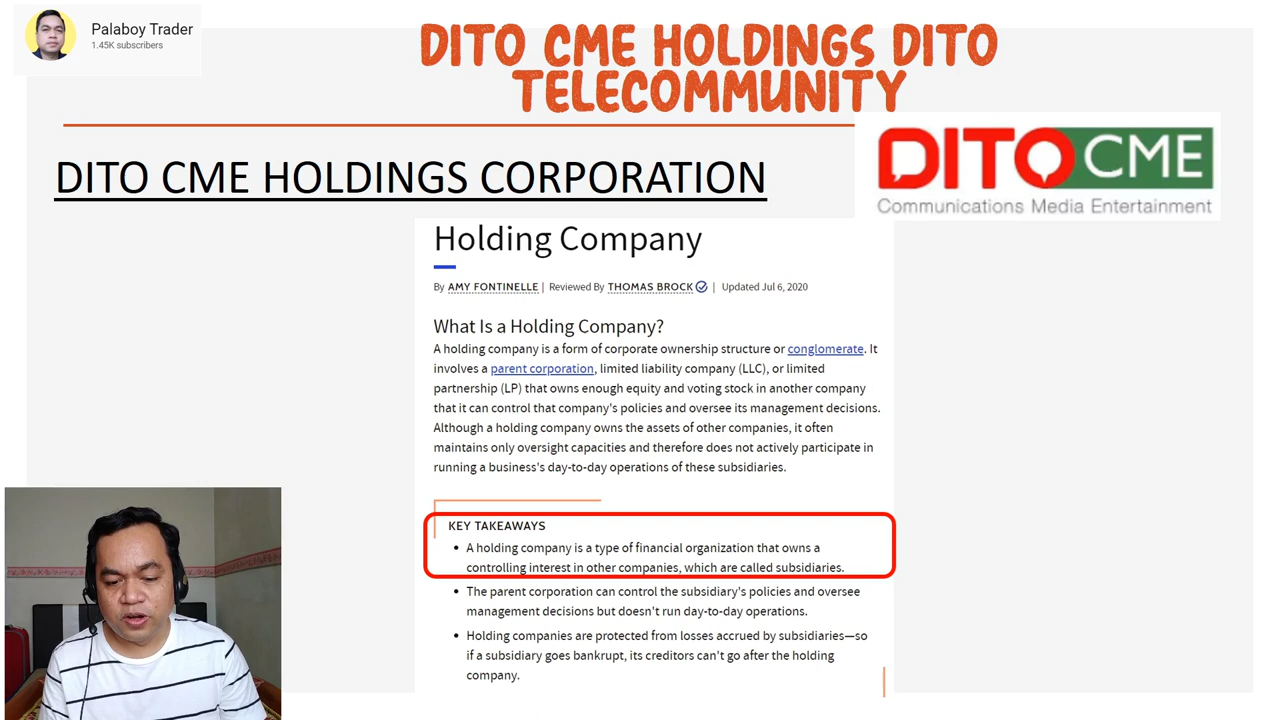 Palaboy Trader
1.45K subscribers
DITO CME HOLDINGS DITO
TELECOMMUNITY
DITO CME HOLDINGS CORPORATION
DITO CME
Communications Media Entertainment
Holding Company
By AMY FONTINELLE | Reviewed By THOMAS BROCK | Updated Jul 6, 2020
What Is a Holding Company?
A holding company is a form of corporate ownership structure or conglomerate. It
involves a parent corporation, limited liability company (LLC), or limited
partnership (LP) that owns enough equity and voting stock in another company
that it can control that company's policies and oversee its management decisions.
Although a holding company owns the assets of other companies, it often
maintains only oversight capacities and therefore does not actively participate in
running a business's day-to-day operations of these subsidiaries.
KEY TAKEAWAYS
• A holding company is a type of financial organization that owns a
controlling interest in other companies, which are called subsidiaries.
• The parent corporation can control the subsidiary's policies and oversee
management decisions but doesn't run day-to-day operations.
• Holding companies are protected from losses accrued by subsidiaries—so
if a subsidiary goes bankrupt, its creditors can't go after the holding
company.